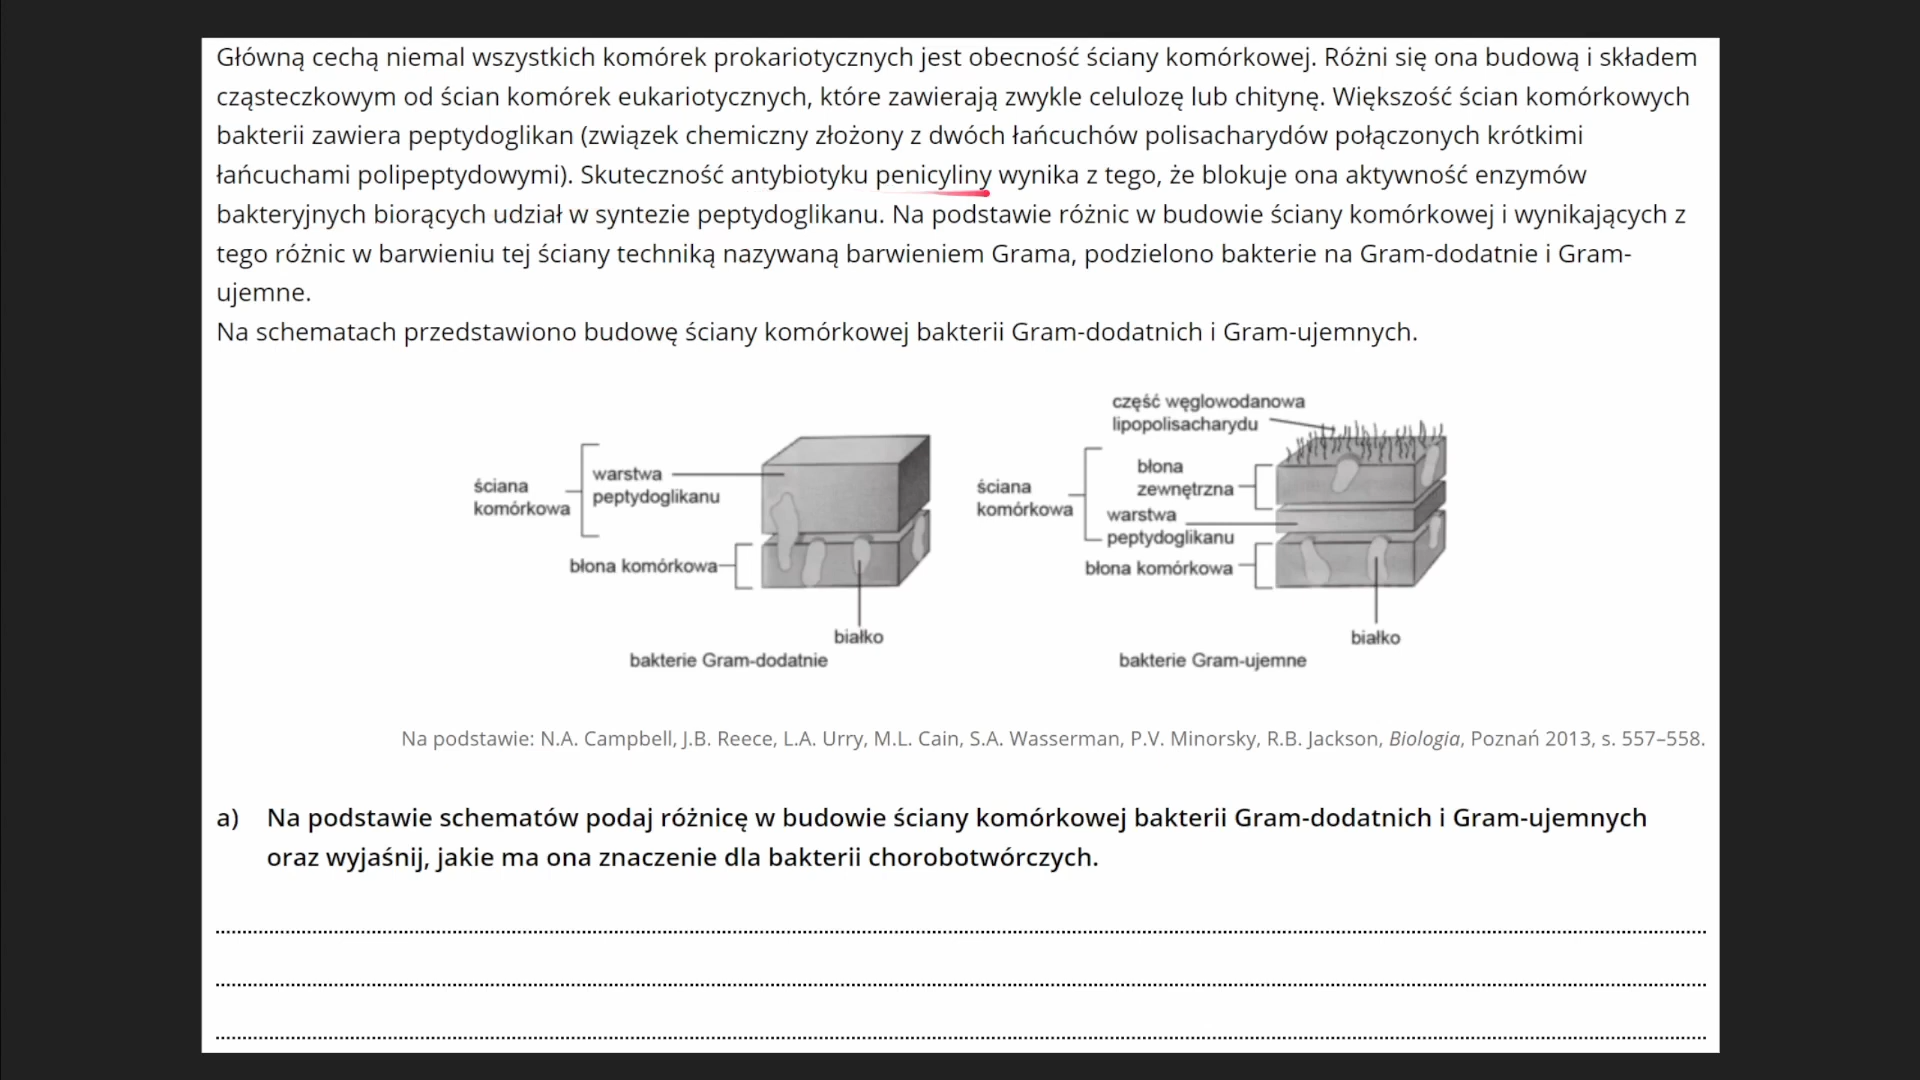 Główną cechą niemal wszystkich komórek prokariotycznych jest obecność ściany komórkowej. Różni się ona budową i składem
cząsteczkowym od ścian komórek eukariotycznych, które zawierają zwykle celulozę lub chitynę. Większość ścian komórkowych
bakterii zawiera peptydoglikan (związek chemiczny złożony z dwóch łańcuchów polisacharydów połączonych krótkimi
łańcuchami polipeptydowymi). Skuteczność antybiotyku penicyliny wynika z tego, że blokuje ona aktywność enzymów
bakteryjnych biorących udział w syntezie peptydoglikanu. Na podstawie różnic w budowie ściany komórkowej i wynikających z
tego różnic w barwieniu tej ściany techniką nazywaną barwieniem Grama, podzielono bakterie na Gram-dodatnie i Gram-
ujemne.
Na schematach przedstawiono budowę ściany komórkowej bakterii Gram-dodatnich i Gram-ujemnych.
ściana
komórkowa
warstwa
peptydoglikanu
błona komórkowa
białko
bakterie Gram-dodatnie
część węglowodanowa
lipopolisacharydu
błona
zewnętrzna
ściana
komórkowa
warstwa
peptydoglikanu
błona komórkowa
białko
bakterie Gram-ujemne
Na podstawie: N.A. Campbell, J.B. Reece, L.A. Urry, M.L. Cain, S.A. Wasserman, P.V. Minorsky, R.B. Jackson, Biologia, Poznań 2013, s. 557–558.
a) Na podstawie schematów podaj różnicę w budowie ściany komórkowej bakterii Gram-dodatnich i Gram-ujemnych
oraz wyjaśnij, jakie ma ona znaczenie dla bakterii chorobotwórczych.